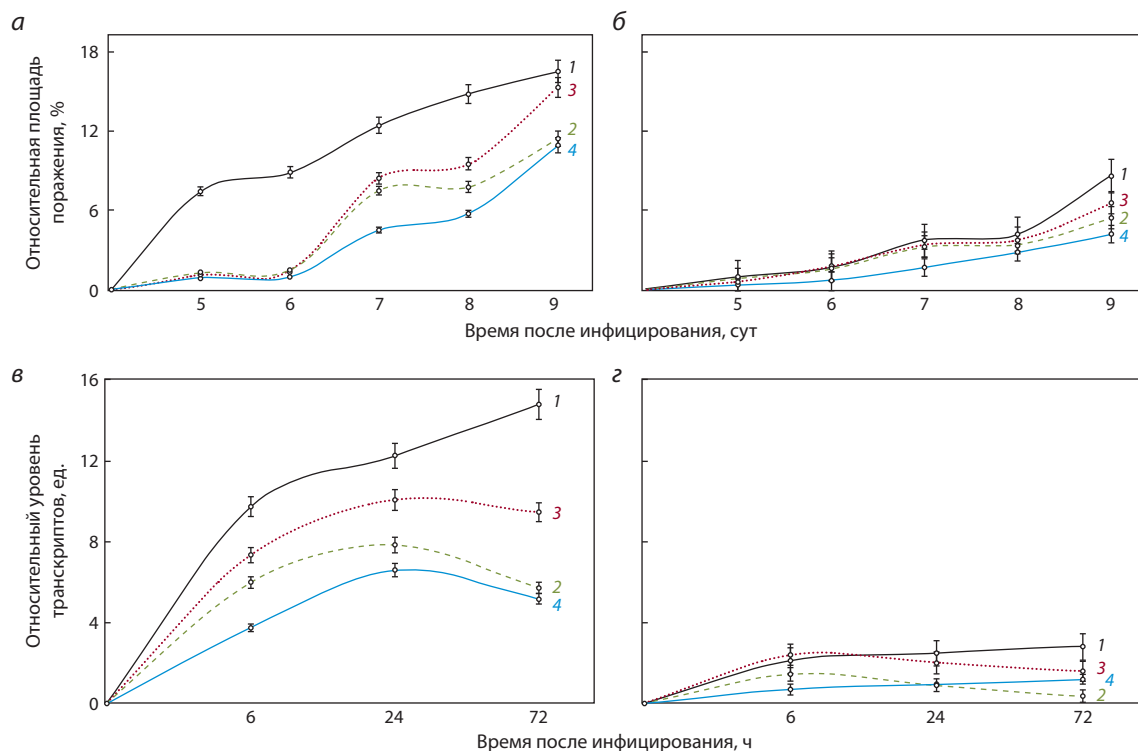 а
б
Относительная площадь
поражения, %
18
12
6
0
1
3
2
4
1
3
2
4
5 6 7 8 9
5 6 7 8 9
Время после инфицирования, сут
в
г
Относительный уровень
транскриптов, ед.
16
12
8
4
0
1
3
2
4
1
3
4
2
6 24 72
6 24 72
Время после инфицирования, ч